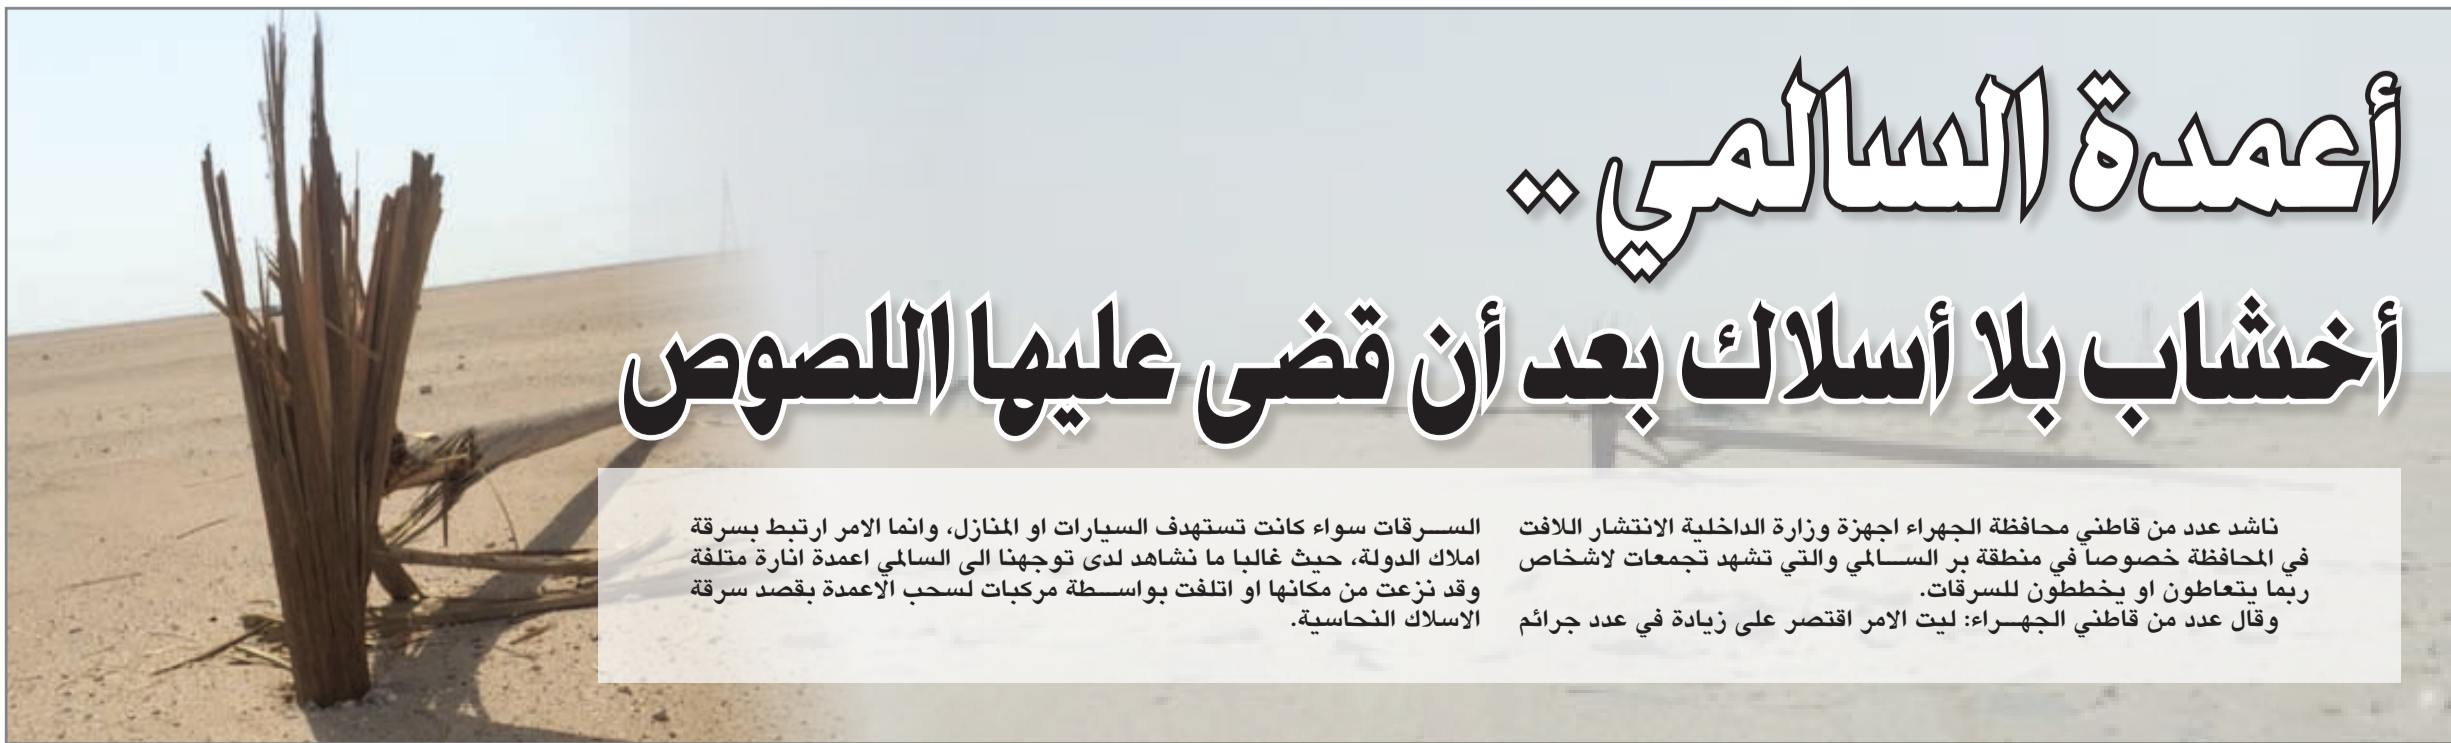 أعمدة السالمي ..
أخشاب بلا أسلاك بعد أن قضى عليها اللصوص
ناشد عدد من قاطني محافظة الجهراء اجهزة وزارة الداخلية الانتشار اللافت
في المحافظة خصوصا في منطقة بر السالمي والتي تشهد تجمعات لاشخاص
ربما يتعاطون او يخططون للسرقات.
وقال عدد من قاطني الجهراء: ليت الامر اقتصر على زيادة في عدد جرائم
السرقات سواء كانت تستهدف السيارات او المنازل، وانما الامر ارتبط بسرقة
املاك الدولة، حيث غالبا ما نشاهد لدى توجهنا الى السالمي اعمدة انارة متلفة
وقد نزعت من مكانها او اتلفت بواسطة مركبات لسحب الاعمدة بقصد سرقة
الاسلاك النحاسية.